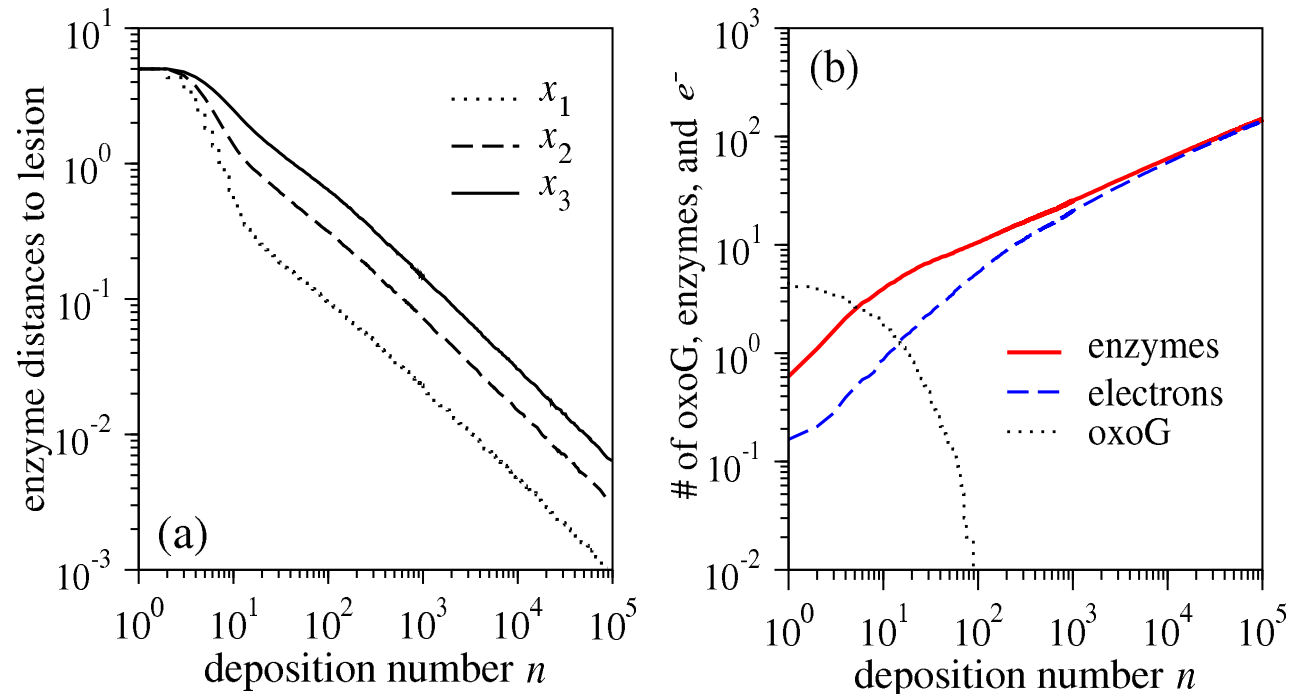 enzyme distances to lesion
10^1
10^0
10^-1
10^-2
10^-3
x_1
x_2
x_3
(a)
10^0 10^1 10^2 10^3 10^4 10^5
deposition number n
# of oxoG, enzymes, and e^-
10^3
10^2
10^1
10^0
10^-1
10^-2
(b)
enzymes
electrons
oxoG
10^0 10^1 10^2 10^3 10^4 10^5
deposition number n